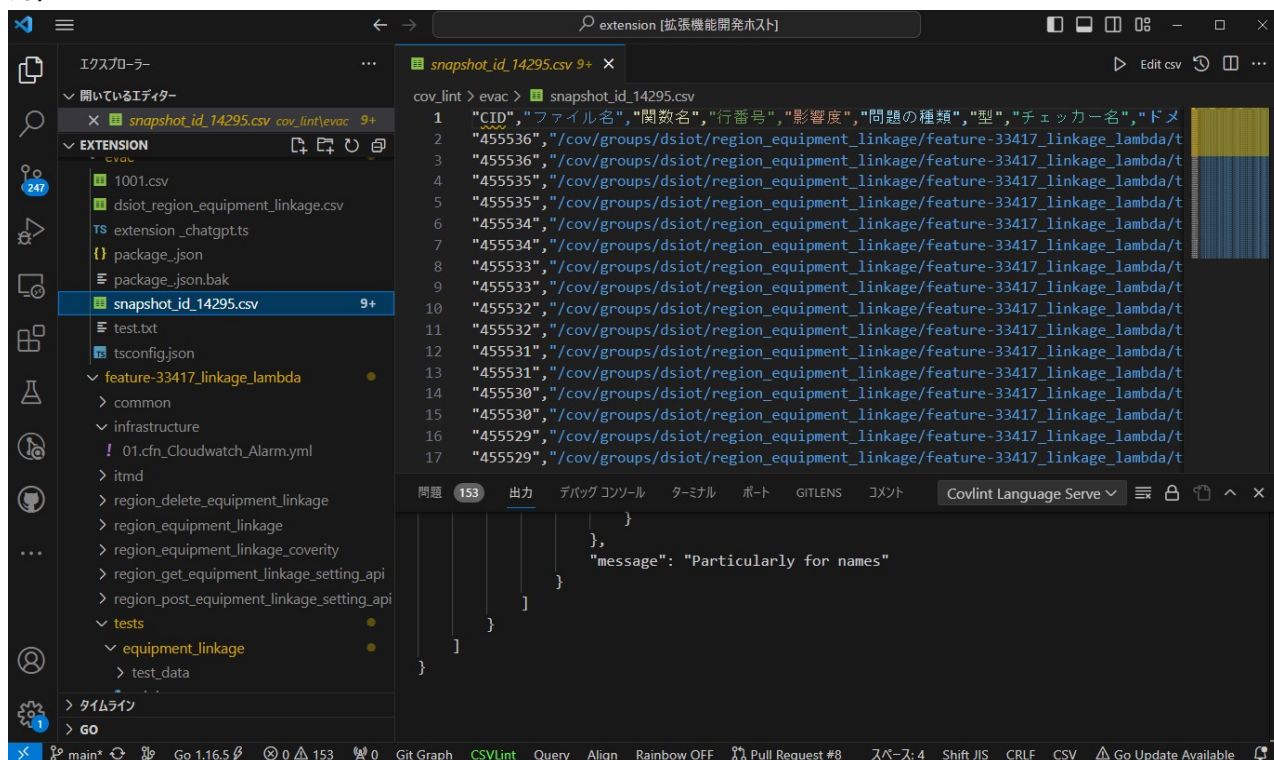 extension [拡張機能開発ホスト]
エクスプローラー
開いているエディター
snapshot_id_14295.csv cov_lint\evac 9+
EXTENSION
evac
1001.csv
dsiot_region_equipment_linkage.csv
TS extension _chatgpt.ts
{} package_.json
package_.json.bak
snapshot_id_14295.csv 9+
test.txt
tsconfig.json
feature-33417_linkage_lambda
common
infrastructure
! 01.cfn_Cloudwatch_Alarm.yml
itmd
region_delete_equipment_linkage
region_equipment_linkage
region_equipment_linkage_coverity
region_get_equipment_linkage_setting_api
region_post_equipment_linkage_setting_api
tests
equipment_linkage
test_data
タイムライン
GO
247
1
snapshot_id_14295.csv 9+
Edit csv
cov_lint > evac > snapshot_id_14295.csv
1 "CID","ファイル名","関数名","行番号","影響度","問題の種類","型","チェッカー名","ドメ
2 "455536","/cov/groups/dsiot/region_equipment_linkage/feature-33417_linkage_lambda/t
3 "455536","/cov/groups/dsiot/region_equipment_linkage/feature-33417_linkage_lambda/t
4 "455535","/cov/groups/dsiot/region_equipment_linkage/feature-33417_linkage_lambda/t
5 "455535","/cov/groups/dsiot/region_equipment_linkage/feature-33417_linkage_lambda/t
6 "455534","/cov/groups/dsiot/region_equipment_linkage/feature-33417_linkage_lambda/t
7 "455534","/cov/groups/dsiot/region_equipment_linkage/feature-33417_linkage_lambda/t
8 "455533","/cov/groups/dsiot/region_equipment_linkage/feature-33417_linkage_lambda/t
9 "455533","/cov/groups/dsiot/region_equipment_linkage/feature-33417_linkage_lambda/t
10 "455532","/cov/groups/dsiot/region_equipment_linkage/feature-33417_linkage_lambda/t
11 "455532","/cov/groups/dsiot/region_equipment_linkage/feature-33417_linkage_lambda/t
12 "455531","/cov/groups/dsiot/region_equipment_linkage/feature-33417_linkage_lambda/t
13 "455531","/cov/groups/dsiot/region_equipment_linkage/feature-33417_linkage_lambda/t
14 "455530","/cov/groups/dsiot/region_equipment_linkage/feature-33417_linkage_lambda/t
15 "455530","/cov/groups/dsiot/region_equipment_linkage/feature-33417_linkage_lambda/t
16 "455529","/cov/groups/dsiot/region_equipment_linkage/feature-33417_linkage_lambda/t
17 "455529","/cov/groups/dsiot/region_equipment_linkage/feature-33417_linkage_lambda/t
問題 153 出力 デバッグ コンソール ターミナル ポート GITLENS コメント Covlint Language Serve
}
},
"message": "Particularly for names"
}
]
}
]
}
main* Go 1.16.5 0 153 0 Git Graph CSVLint Query Align Rainbow OFF Pull Request #8 スペース: 4 Shift JIS CRLF CSV Go Update Available